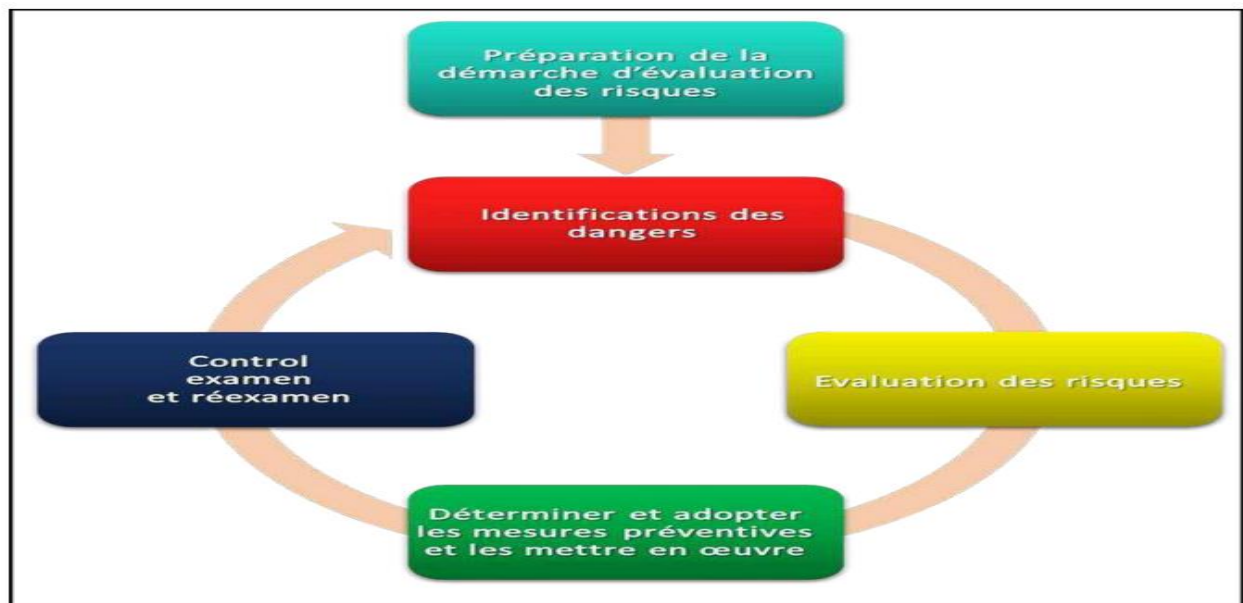 Préparation de la
démarche d'évaluation
des risques
Identifications des
dangers
Evaluation des risques
Déterminer et adopter
les mesures préventives
et les mettre en œuvre
Control
examen
et réexamen